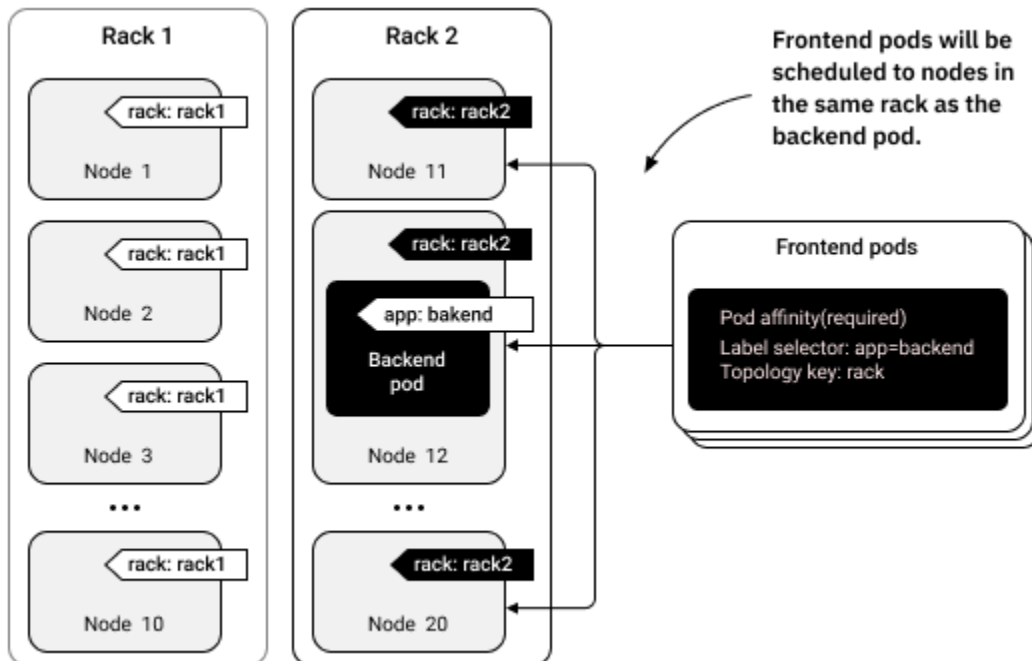 Rack 1
rack: rack1
Node 1
rack: rack1
Node 2
rack: rack1
Node 3
...
rack: rack1
Node 10
Rack 2
rack: rack2
Node 11
rack: rack2
app: bakend
Backend
pod
Node 12
...
rack: rack2
Node 20
Frontend pods will be
scheduled to nodes in
the same rack as the
backend pod.
Frontend pods
Pod affinity(required)
Label selector: app=backend
Topology key: rack